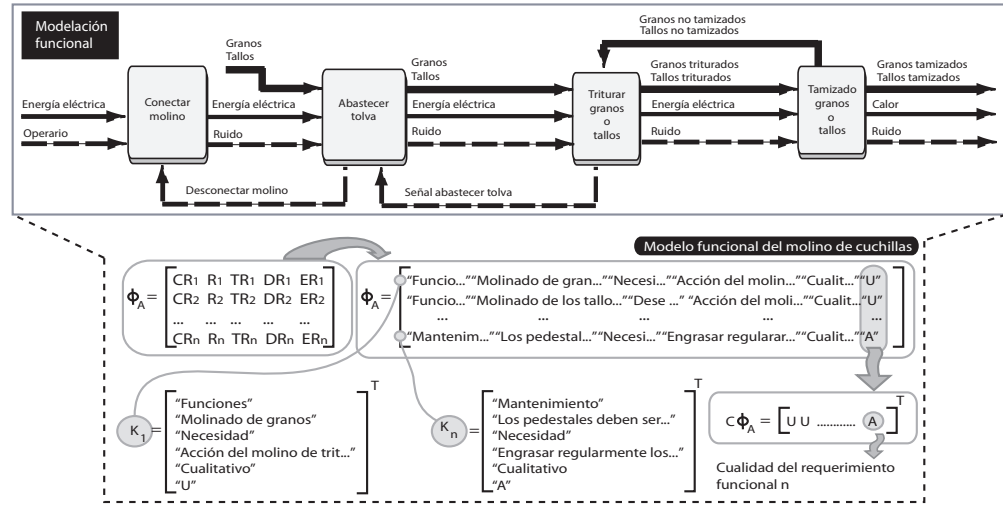 Modelación
funcional
Granos no tamizados
Tallos no tamizados
Granos
Tallos
Granos
Tallos
Granos triturados
Tallos triturados
Granos tamizados
Tallos tamizados
Conectar
molino
Abastecer
tolva
Triturar
granos
o
tallos
Tamizado
granos
o
tallos
Energía eléctrica
Energía eléctrica
Energía eléctrica
Energía eléctrica
Calor
Operario
Ruido
Ruido
Ruido
Ruido
Desconectar molino
Señal abastecer tolva
Modelo funcional del molino de cuchillas
ΦA=
CR1 R1 TR1 DR1 ER1
CR2 R2 TR2 DR2 ER2
... ... ... ... ...
CRn Rn TRn DRn ERn
ΦA=
“Funcio...”“Molinado de gran...”“Necesi...”“Acción del molin...”“Cualit...”“U”
“Funcio...”“Molinado de los tallo...”“Dese ...” “Acción del moli...”“Cualit...”“U”
... ... ... ... ...
“Mantenim...”“Los pedestal...”“Necesi...”“Engrasar regularar...”“Cualit...”“A”
K1=
“Funciones”
“Molinado de granos”
“Necesidad”
“Acción del molino de trit...”
“Cualitativo”
“U”
T
Kn=
“Mantenimiento”
“Los pedestales deben ser...”
“Necesidad”
“Engrasar regularmente los...”
“Cualitativo
“A”
T
CΦA = [U U ............. A] T
Cualidad del requerimiento
funcional n